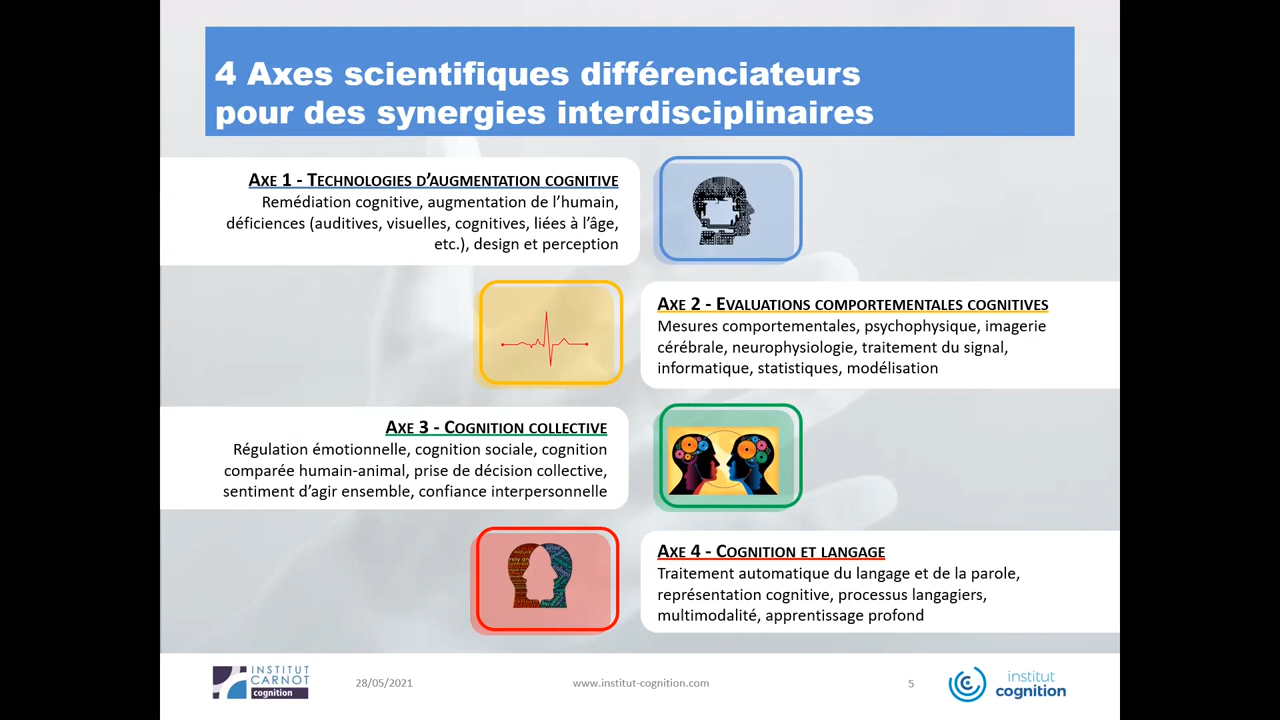 4 Axes scientifiques différenciateurs
pour des synergies interdisciplinaires
Axe 1 - Technologies d'augmentation cognitive
Remédiation cognitive, augmentation de l'humain,
déficiences (auditives, visuelles, cognitives, liées à l'âge,
etc.), design et perception
Axe 2 - Evaluations comportementales cognitives
Mesures comportementales, psychophysique, imagerie
cérébrale, neurophysiologie, traitement du signal,
informatique, statistiques, modélisation
Axe 3 - Cognition collective
Régulation émotionnelle, cognition sociale, cognition
comparée humain-animal, prise de décision collective,
sentiment d'agir ensemble, confiance interpersonnelle
Axe 4 - Cognition et langage
Traitement automatique du langage et de la parole,
représentation cognitive, processus langagiers,
multimodalité, apprentissage profond
INSTITUT
CARNOT
cognition
28/05/2021
www.institut-cognition.com
5
institut
cognition